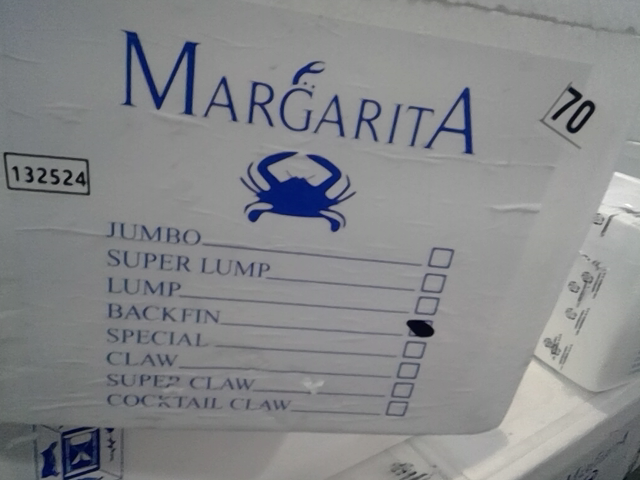 MARGARITA
70
132524
JUMBO
SUPER LUMP
LUMP
BACKFIN
SPECIAL
CLAW
SUPER CLAW
COCKTAIL CLAW